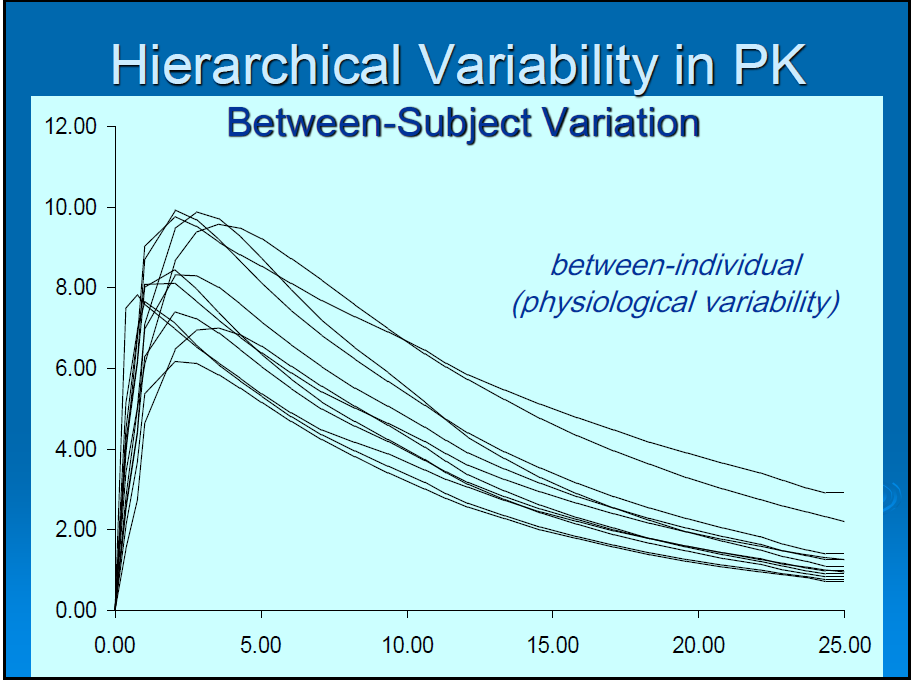 Hierarchical Variability in PK
Between-Subject Variation
12.00
10.00
between-individual
8.00
(physiological variability)
6.00
4.00
2.00
0.00
0.00 5.00 10.00 15.00 20.00 25.00